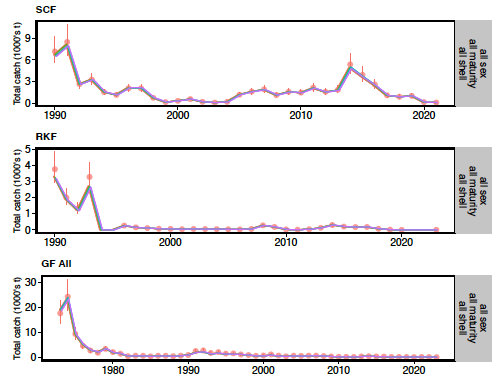 SCF
Total catch (1000's t)
9
6
3
0
1990 2000 2010 2020
all sex
all maturity
all shell
RKF
Total catch (1000's t)
5
4
3
2
1
0
1990 2000 2010 2020
all sex
all maturity
all shell
GF All
Total catch (1000's t)
30
20
10
0
1980 1990 2000 2010 2020
all sex
all maturity
all shell